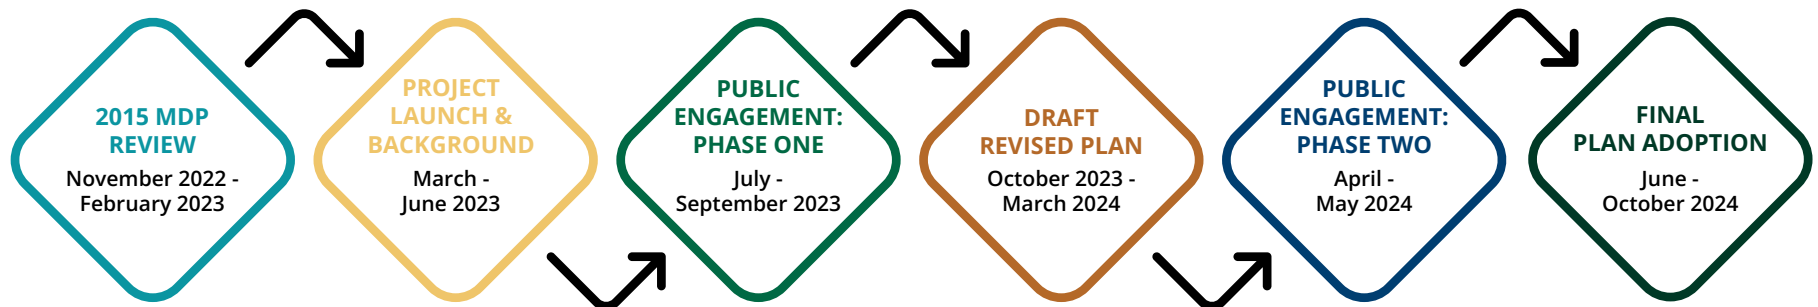 2015 MDP
REVIEW
November 2022 -
February 2023
PROJECT
LAUNCH &
BACKGROUND
March -
June 2023
PUBLIC
ENGAGEMENT:
PHASE ONE
July -
September 2023
DRAFT
REVISED PLAN
October 2023 -
March 2024
PUBLIC
ENGAGEMENT:
PHASE TWO
April -
May 2024
FINAL
PLAN ADOPTION
June -
October 2024